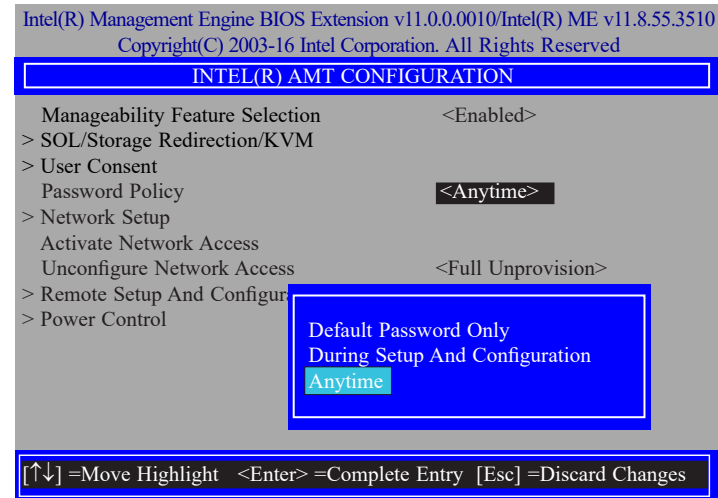 Intel(R) Management Engine BIOS Extension v11.0.0.0010/Intel(R) ME v11.8.55.3510
Copyright(C) 2003-16 Intel Corporation. All Rights Reserved
INTEL(R) AMT CONFIGURATION
Manageability Feature Selection <Enabled>
> SOL/Storage Redirection/KVM
> User Consent
Password Policy <Anytime>
> Network Setup
Activate Network Access
Unconfigure Network Access <Full Unprovision>
> Remote Setup And
> Power Control
Default Password Only
During Setup And Configuration
Anytime
[↑↓] =Move Highlight <Enter> =Complete Entry [Esc] =Discard Changes